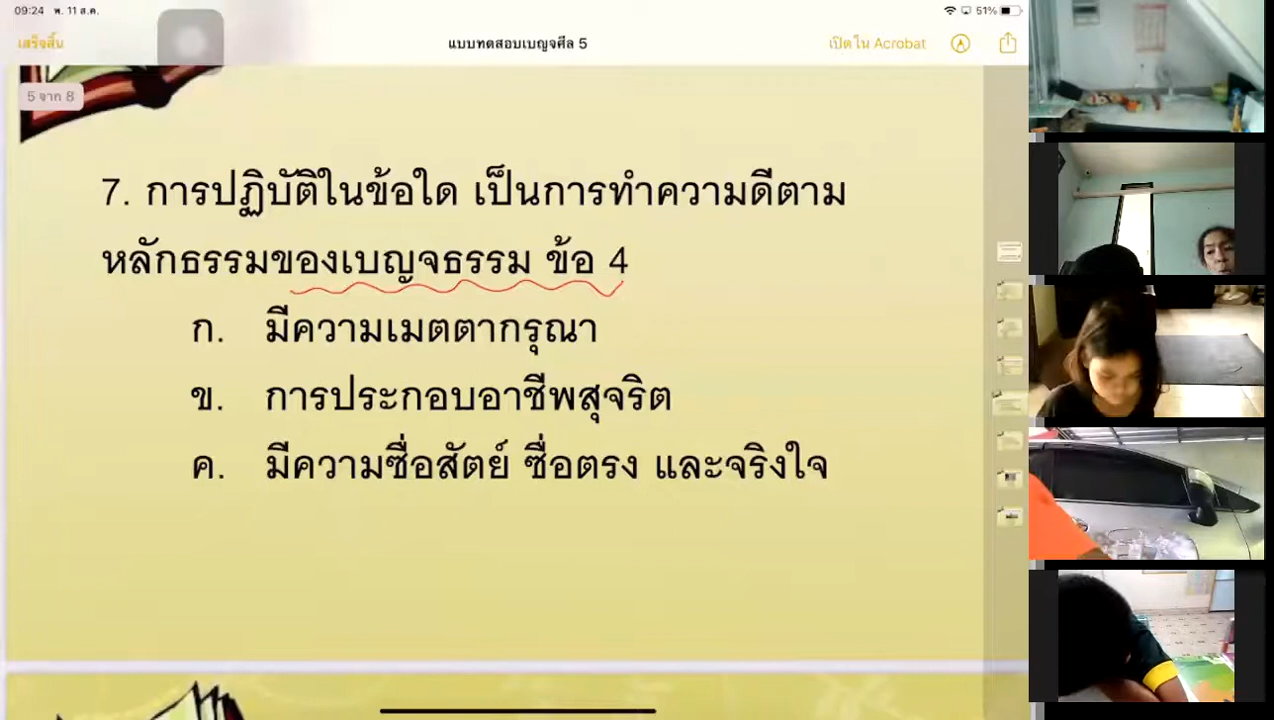 09:24 พ. 11 ส.ค.
51%
เสร็จสิ้น
แบบทดสอบเบญจศีล 5
เปิดใน Acrobat
5 จาก 8
7. การปฏิบัติในข้อใด เป็นการทำความดีตาม
หลักธรรมของเบญจธรรม ข้อ 4
ก. มีความเมตตากรุณา
ข. การประกอบอาชีพสุจริต
ค. มีความซื่อสัตย์ ซื่อตรง และจริงใจ